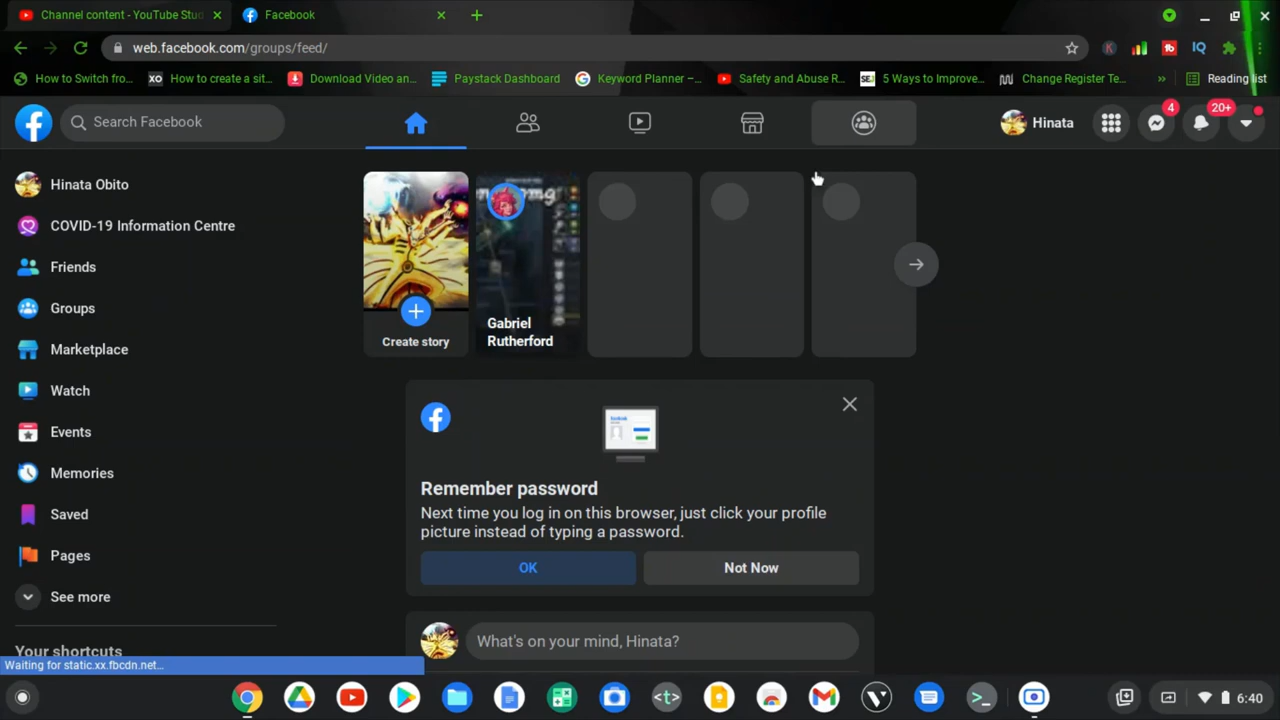 Channel content - YouTube Stud
Facebook
web.facebook.com/groups/feed/
How to Switch fro...
XO How to create a sit...
Download Video an...
Paystack Dashboard
Keyword Planner –...
Safety and Abuse R...
SEJ 5 Ways to Improve...
Change Register Te...
»
Reading list
Search Facebook
Hinata
4
20+
Hinata Obito
COVID-19 Information Centre
Friends
Groups
Marketplace
Watch
Events
Memories
Saved
Pages
See more
Your shortcuts
Create story
Gabriel
Rutherford
Remember password
Next time you log in on this browser, just click your profile
picture instead of typing a password.
OK
Not Now
What's on your mind, Hinata?
Waiting for static.xx.fbcdn.net...
6:40